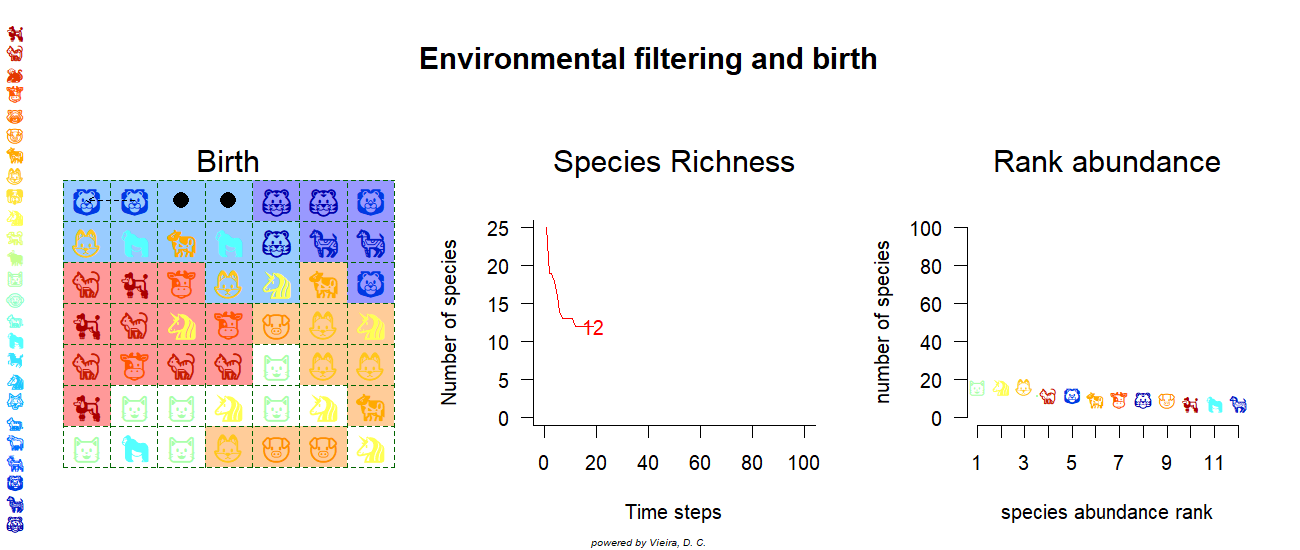 Environmental filtering and birth
Birth
Species Richness
Number of species
25
20
15
10
5
0
12
0 20 40 60 80 100
Time steps
Rank abundance
number of species
100
80
60
40
20
0
1 3 5 7 9 11
species abundance rank
powered by Vieira, D. C.